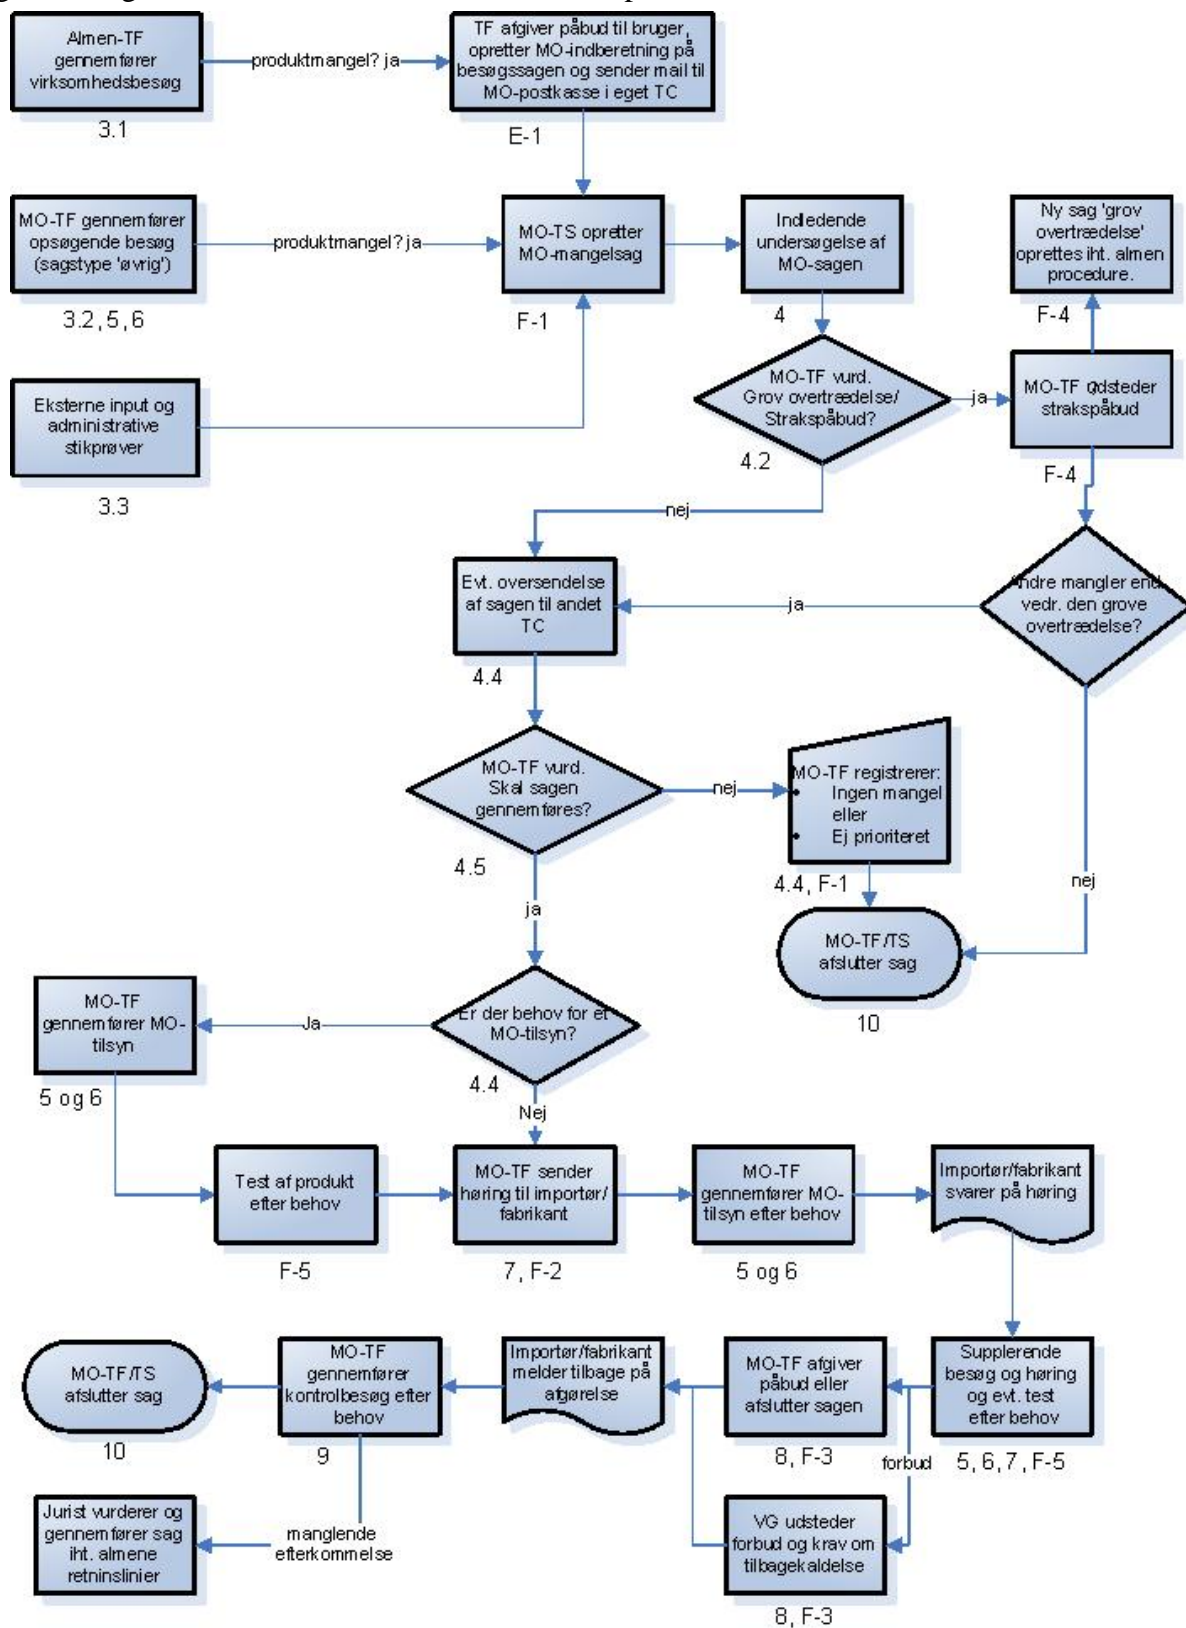 Almen-TF
gennemfører
virksomhedsbesøg
3.1
produktmangel? ja
TF afgiver påbud til bruger,
opretter MO-indberetning på
besøgssagen og sender mail til
MO-postkasse i eget TC
E-1
MO-TF gennemfører
opsøgende besøg
(sagstype 'øvrig')
3.2, 5, 6
produktmangel? ja
MO-TS opretter
MO-mangelsag
F-1
Indledende
undersøgelse af
MO-sagen
4
Ny sag 'grov
overtrædelse'
oprettes iht. almen
procedure.
F-4
Eksterne input og
administrative
stikprøver
3.3
MO-TF vurd.
Grov overtrædelse/
Strakspåbud?
4.2
ja
MO-TF udsteder
strakspåbud
F-4
nej
Evt. oversendelse
af sagen til andet
TC
4.4
ja
Andre mangler end
vedr. den grove
overtrædelse?
MO-TF vurd.
Skal sagen
gennemføres?
4.5
nej
MO-TF registrerer:
• Ingen mangel
eller
• Ej prioriteret
4.4, F-1
nej
ja
MO-TF/TS
afslutter sag
10
MO-TF
gennemfører MO-
tilsyn
5 og 6
Ja
Er der behov for et
MO-tilsyn?
4.4
Nej
Test af produkt
efter behov
F-5
MO-TF sender
høring til importør/
fabrikant
7, F-2
MO-TF
gennemfører MO-
tilsyn efter behov
5 og 6
Importør/fabrikant
svarer på høring
MO-TF/TS
afslutter sag
10
MO-TF
gennemfører
kontrolbesøg efter
behov
9
Importør/fabrikant
melder tilbage på
afgørelse
MO-TF afgiver
påbud eller
afslutter sagen
8, F-3
Supplerende
besøg og høring
og evt. test
efter behov
5, 6, 7, F-5
forbud
Jurist vurderer og
gennemfører sag
iht. almene
retninslinier
manglende
efterkommelse
VG udsteder
forbud og krav om
tilbagekaldelse
8, F-3